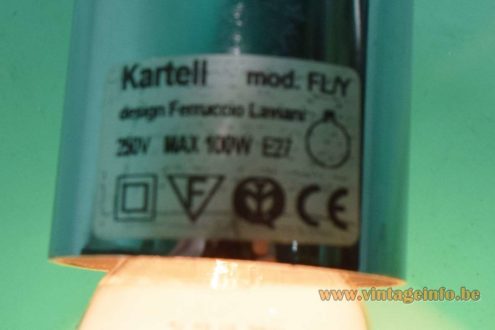 Kartell mod. FL/Y
design Ferruccio Laviani
250V MAX 100W E27
F CE
www.vintageinfo.be